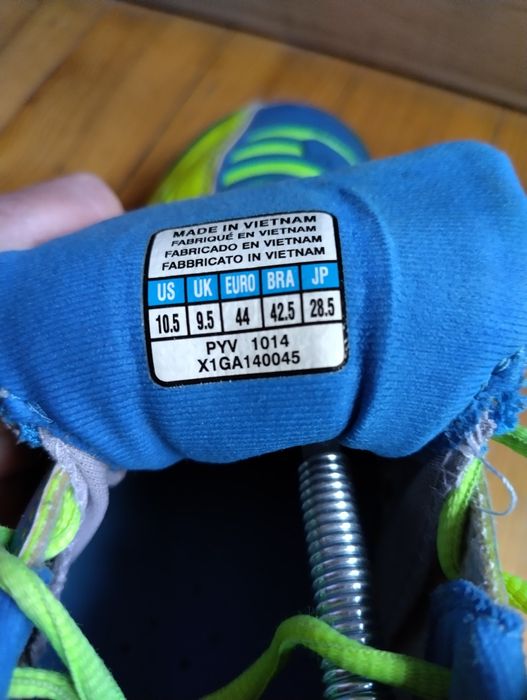 MADE IN VIETNAM
FABRIQUÉ EN VIETNAM
FABRICADO EN VIETNAM
FABBRICATO IN VIETNAM
US UK EURO BRA JP
10.5 9.5 44 42.5 28.5
PYV 1014
X1GA140045